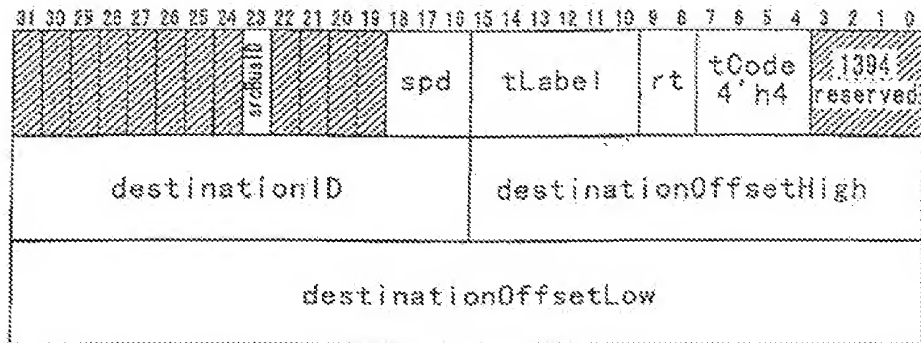 31 30 29 28 27 26 25 24 23 22 21 20 19 18 17 16 15 14 13 12 11 10 9 8 7 6 5 4 3 2 1 0
srcBusID
spd
tLabel
rt
tCode
4'h4
1394
reserved
destinationID
destinationOffsetHigh
destinationOffsetLow